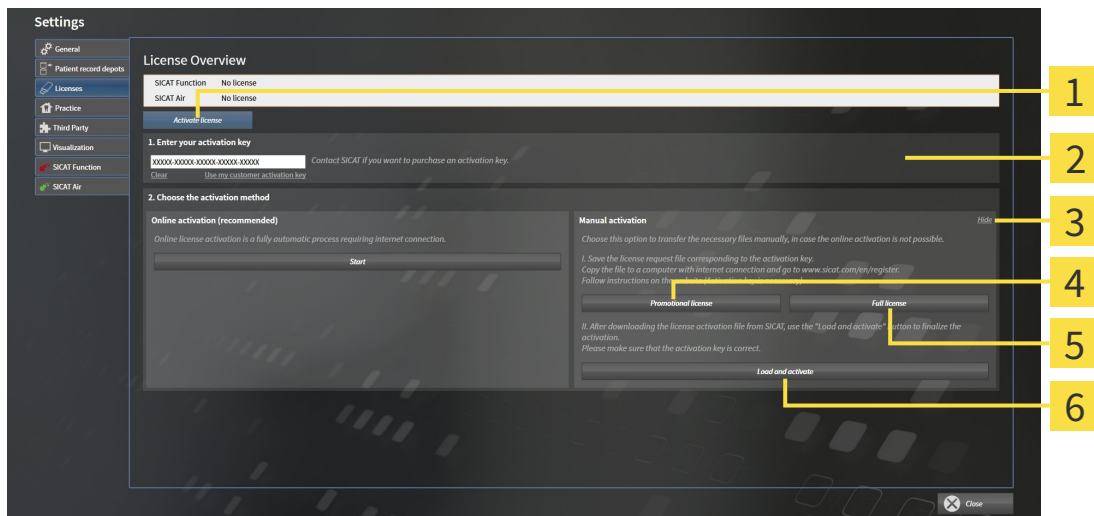 Settings
General
Patient record depots
Licenses
Practice
Third Party
Visualization
SICAT Function
SICAT Air
License Overview
SICAT Function No license
SICAT Air No license
Activate license
1. Enter your activation key
XXXXX-XXXXX-XXXXX-XXXXX-XXXXX Contact SICAT if you want to purchase an activation key.
Clear Use my customer activation key
2. Choose the activation method
Online activation (recommended)
Online license activation is a fully automatic process requiring internet connection.
Start
Manual activation Hide
Choose this option to transfer the necessary files manually, in case the online activation is not possible.
I. Save the license request file corresponding to the activation key.
Copy the file to a computer with internet connection and go to www.sicat.com/en/register.
Follow instructions on the website (Activation key is necessary).
Promotional license Full license
II. After downloading the license activation file from SICAT, use the "Load and activate" button to finalize the
activation.
Please make sure that the activation key is correct.
Load and activate
Close
1
2
3
4
5
6